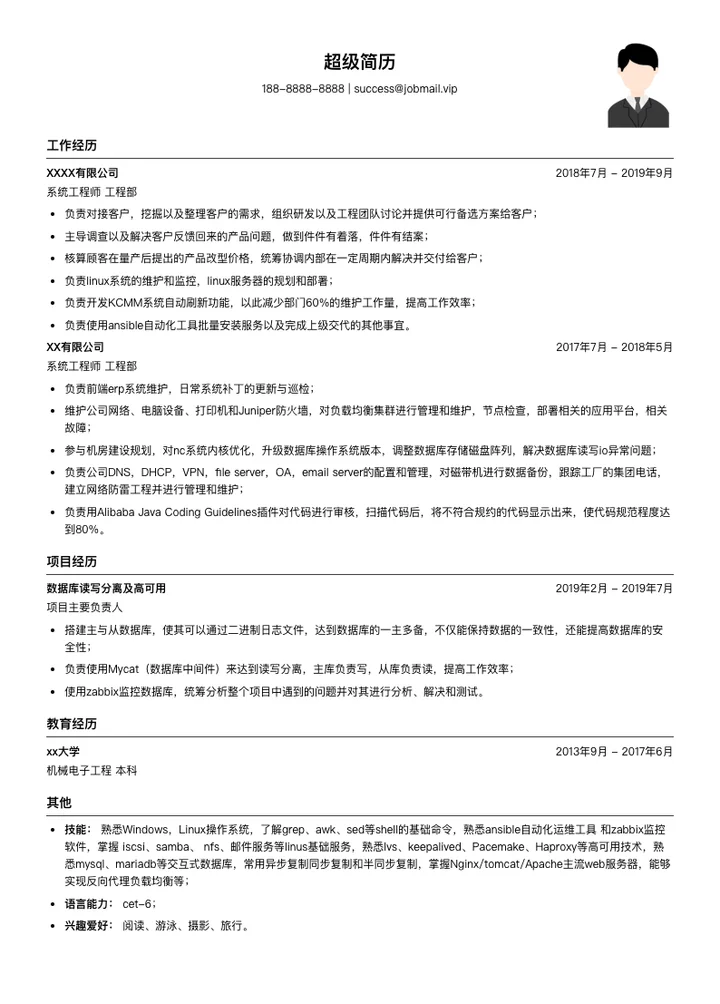 超级简历
188-8888-8888 | success@jobmail.vip
工作经历
XXXX有限公司 2018年7月 – 2019年9月
系统工程师 工程部
• 负责对接客户，挖掘以及整理客户的需求，组织研发以及工程团队讨论并提供可行备选方案给客户；
• 主导调查以及解决客户反馈回来的产品问题，做到件件有着落，件件有结案；
• 核算顾客在量产后提出的产品改型价格，统筹协调内部在一定周期内解决并交付给客户；
• 负责linux系统的维护和监控，linux服务器的规划和部署；
• 负责开发KCMM系统自动刷新功能，以此减少部门60%的维护工作量，提高工作效率；
• 负责使用ansible自动化工具批量安装服务以及完成上级交代的其他事宜。
XX有限公司 2017年7月 – 2018年5月
系统工程师 工程部
• 负责前端erp系统维护，日常系统补丁的更新与巡检；
• 维护公司网络、电脑设备、打印机和Juniper防火墙，对负载均衡集群进行管理和维护，节点检查，部署相关的应用平台，相关
故障；
• 参与机房建设规划，对nc系统内核优化，升级数据库操作系统版本，调整数据库存储磁盘阵列，解决数据库读写io异常问题；
• 负责公司DNS，DHCP，VPN，file server，OA，email server的配置和管理，对磁带机进行数据备份，跟踪工厂的集团电话，
建立网络防雷工程并进行管理和维护；
• 负责用Alibaba Java Coding Guidelines插件对代码进行审核，扫描代码后，将不符合规约的代码显示出来，使代码规范程度达
到80%。
项目经历
数据库读写分离及高可用 2019年2月 – 2019年7月
项目主要负责人
• 搭建主与从数据库，使其可以通过二进制日志文件，达到数据库的一主多备，不仅能保持数据的一致性，还能提高数据库的安
全性；
• 负责使用Mycat（数据库中间件）来达到读写分离，主库负责写，从库负责读，提高工作效率；
• 使用zabbix监控数据库，统筹分析整个项目中遇到的问题并对其进行分析、解决和测试。
教育经历
xx大学 2013年9月 – 2017年6月
机械电子工程 本科
其他
• 技能： 熟悉Windows，Linux操作系统，了解grep、awk、sed等shell的基础命令，熟悉ansible自动化运维工具 和zabbix监控
软件，掌握 iscsi、samba、 nfs、邮件服务等linus基础服务，熟悉lvs、keepalived、Pacemake、Haproxy等高可用技术，熟
悉mysql、mariadb等交互式数据库，常用异步复制同步复制和半同步复制，掌握Nginx/tomcat/Apache主流web服务器，能够
实现反向代理负载均衡等；
• 语言能力： cet-6；
• 兴趣爱好： 阅读、游泳、摄影、旅行。